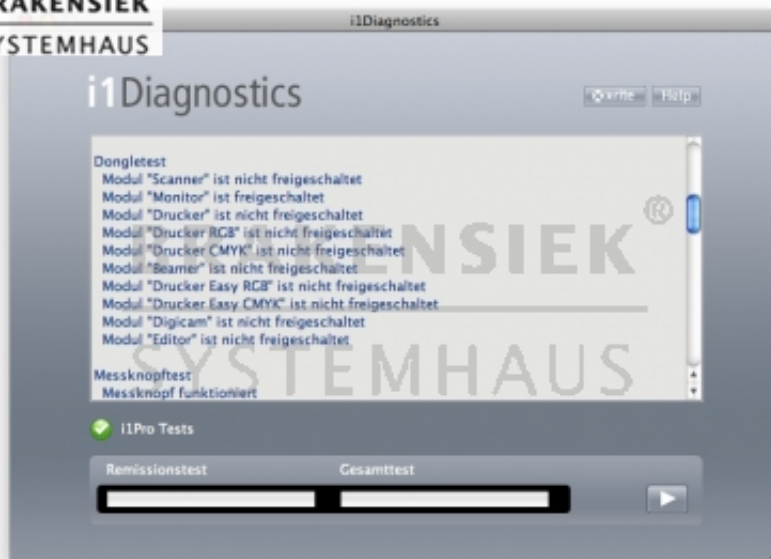 RAKENSIEK
YSTEMHAUS
i1Diagnostics
i1Diagnostics
x-rite Help
Dongletest
Modul "Scanner" ist nicht freigeschaltet
Modul "Monitor" ist freigeschaltet
Modul "Drucker" ist nicht freigeschaltet
Modul "Drucker RGB" ist nicht freigeschaltet
Modul "Drucker CMYK" ist nicht freigeschaltet
Modul "Beamer" ist nicht freigeschaltet
Modul "Drucker Easy RGB" ist nicht freigeschaltet
Modul "Drucker Easy CMYK" ist nicht freigeschaltet
Modul "Digicam" ist nicht freigeschaltet
Modul "Editor" ist nicht freigeschaltet
Messknopftest
Messknopf funktioniert
BRAKENSIEK ®
SYSTEMHAUS
i1Pro Tests
Remissionstest Gesamttest